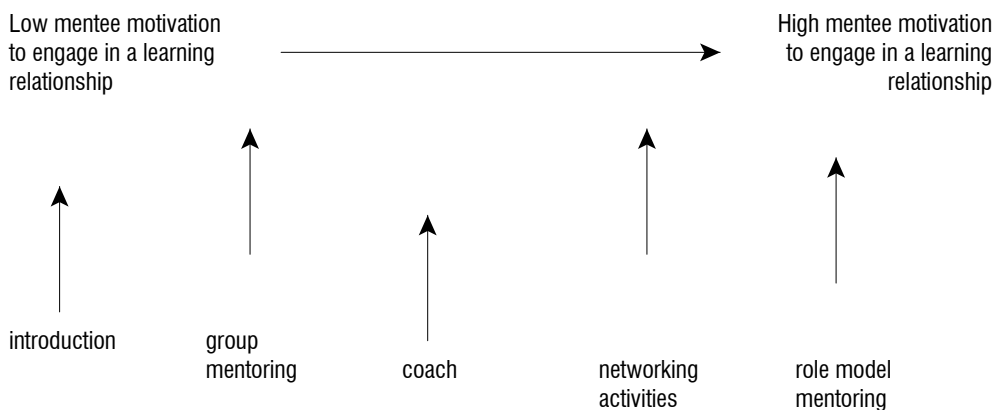 Low mentee motivation
to engage in a learning
relationship
High mentee motivation
to engage in a learning
relationship
introduction
group
mentoring
coach
networking
activities
role model
mentoring